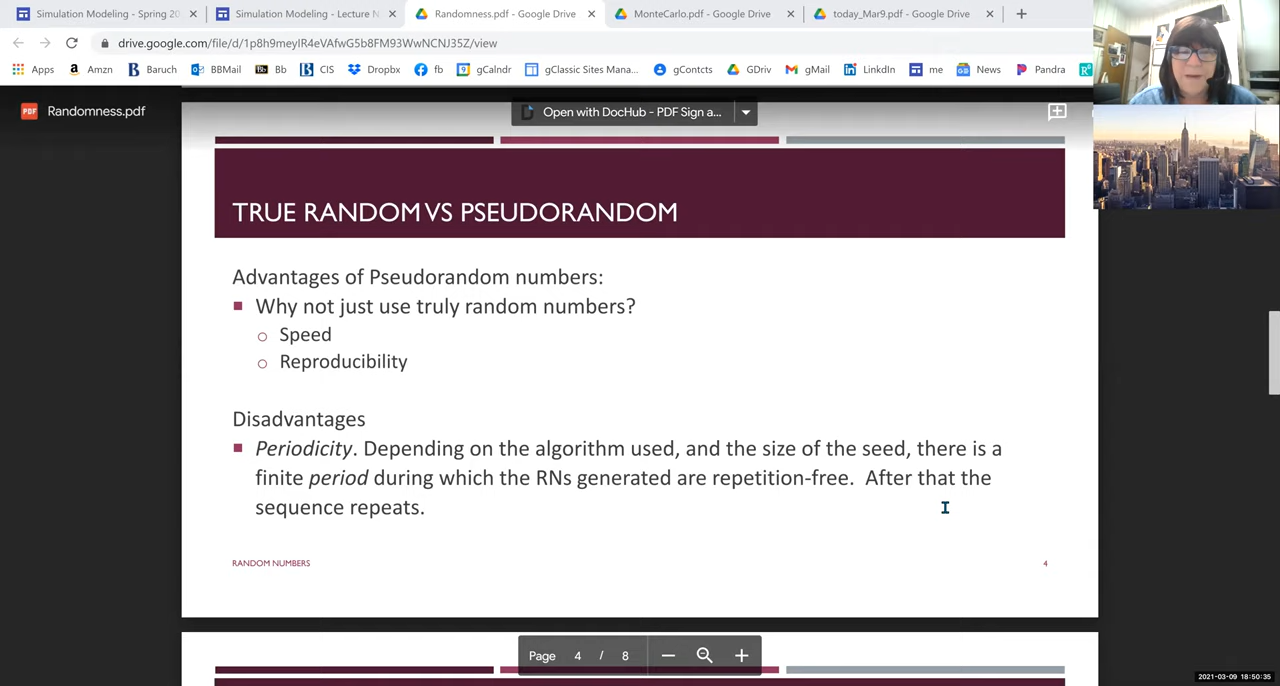 Simulation Modeling - Spring 20
Simulation Modeling - Lecture N
Randomness.pdf - Google Drive
MonteCarlo.pdf - Google Drive
today_Mar9.pdf - Google Drive
drive.google.com/file/d/1p8h9meyIR4eVAfwG5b8FM93WwNCNJ35Z/view
Apps Amzn Baruch BBMail Bb CIS Dropbx fb gCalndr gClassic Sites Mana... gContcts GDriv gMail LinkdIn me News Pandra
PDF Randomness.pdf
Open with DocHub - PDF Sign a...
TRUE RANDOM VS PSEUDORANDOM
Advantages of Pseudorandom numbers:
Why not just use truly random numbers?
Speed
Reproducibility
Disadvantages
Periodicity. Depending on the algorithm used, and the size of the seed, there is a
finite period during which the RNs generated are repetition-free. After that the
sequence repeats.
RANDOM NUMBERS 4
Page 4 / 8
2021-03-09 18:50:35